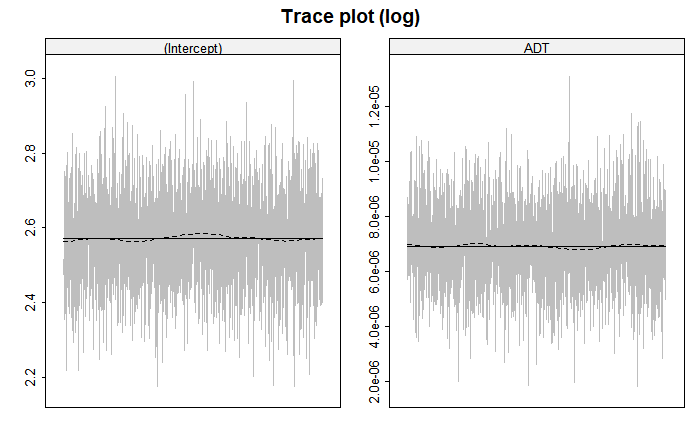 Trace plot (log)
(Intercept)
ADT
3.0
2.8
2.6
2.4
2.2
1.2e-05
1.0e-05
8.0e-06
6.0e-06
4.0e-06
2.0e-06